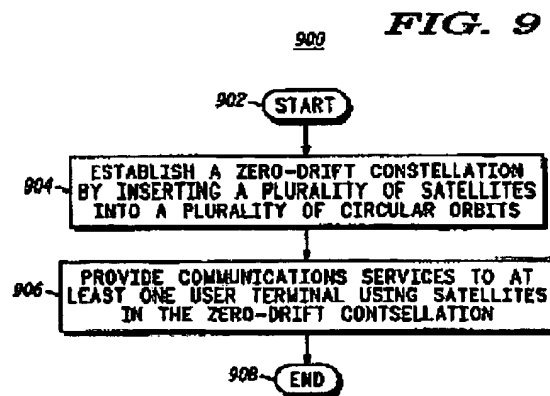 FIG. 9
900
902
START
904
ESTABLISH A ZERO-DRIFT CONSTELLATION
BY INSERTING A PLURALITY OF SATELLITES
INTO A PLURALITY OF CIRCULAR ORBITS
906
PROVIDE COMMUNICATIONS SERVICES TO AT
LEAST ONE USER TERMINAL USING SATELLITES
IN THE ZERO-DRIFT CONTSELLATION
908
END